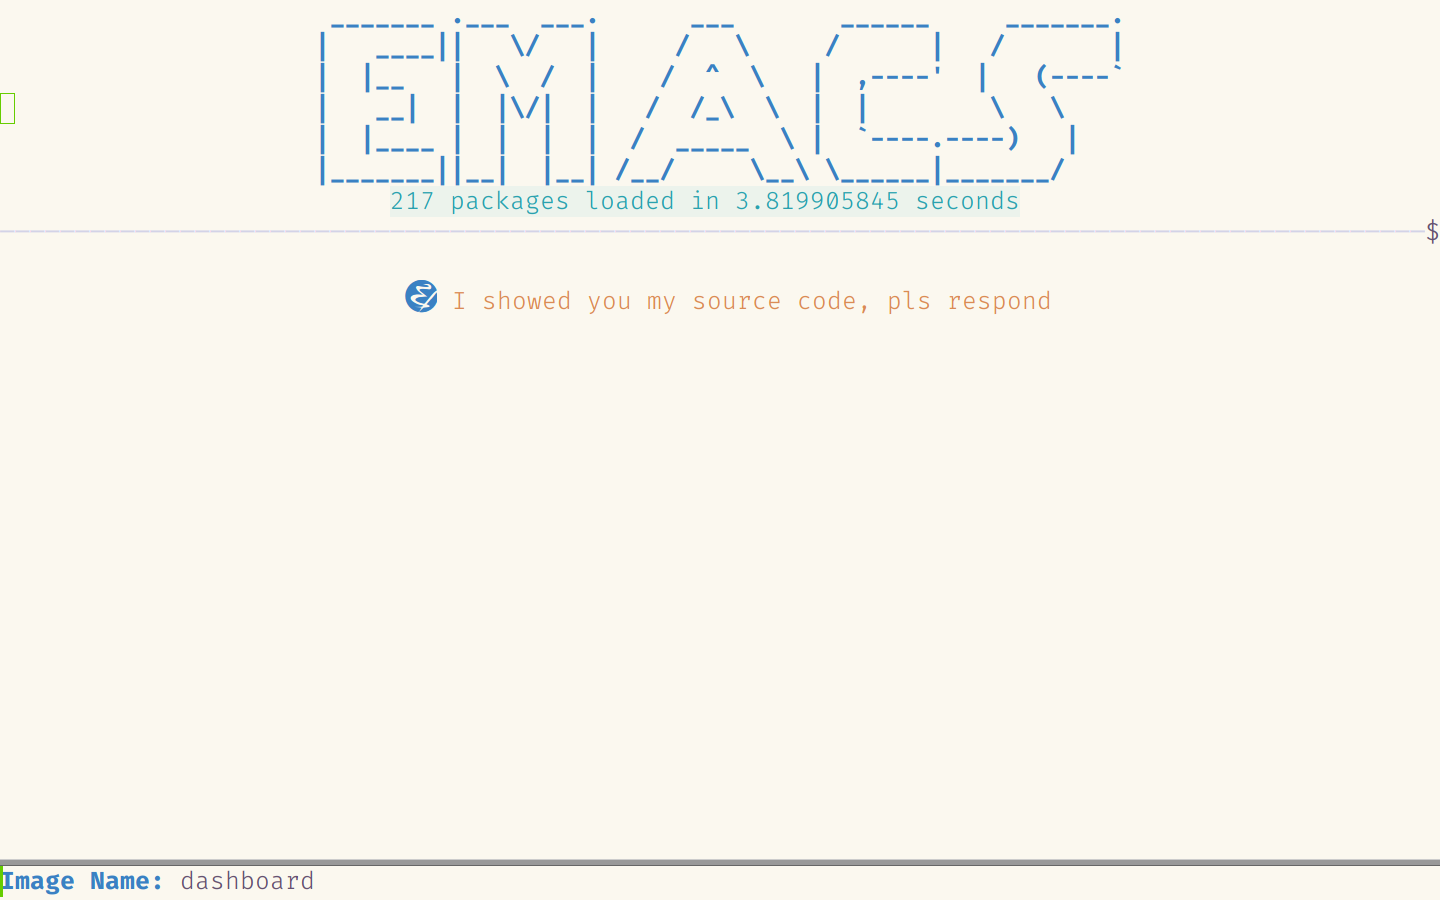 EMACS
217 packages loaded in 3.819905845 seconds
$
I showed you my source code, pls respond
Image Name: dashboard